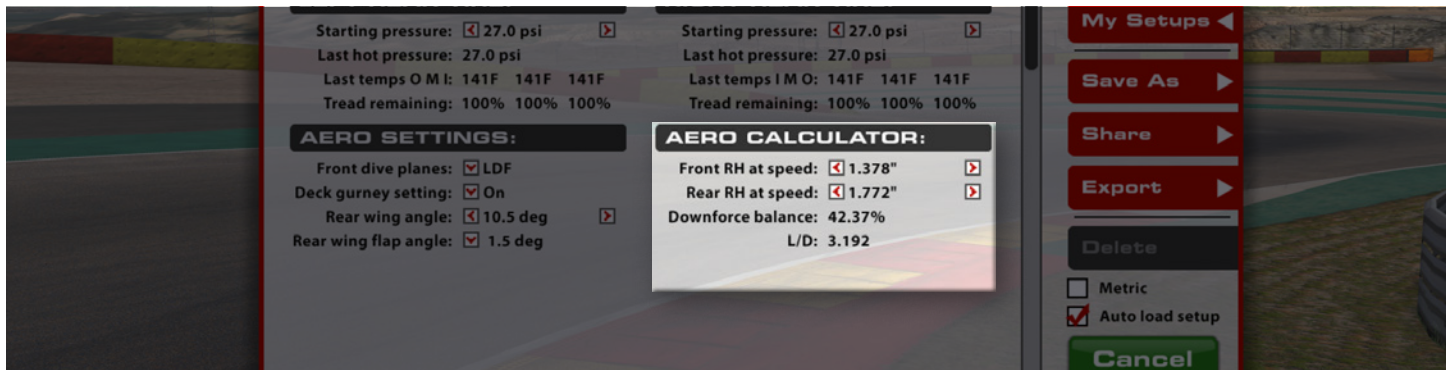 Starting pressure: 27.0 psi
Last hot pressure: 27.0 psi
Last temps O M I: 141F 141F 141F
Tread remaining: 100% 100% 100%
Starting pressure: 27.0 psi
Last hot pressure: 27.0 psi
Last temps I M O: 141F 141F 141F
Tread remaining: 100% 100% 100%
AERO SETTINGS:
Front dive planes: LDF
Deck gurney setting: On
Rear wing angle: 10.5 deg
Rear wing flap angle: 1.5 deg
AERO CALCULATOR:
Front RH at speed: 1.378"
Rear RH at speed: 1.772"
Downforce balance: 42.37%
L/D: 3.192
My Setups
Save As
Share
Export
Delete
Metric
Auto load setup
Cancel